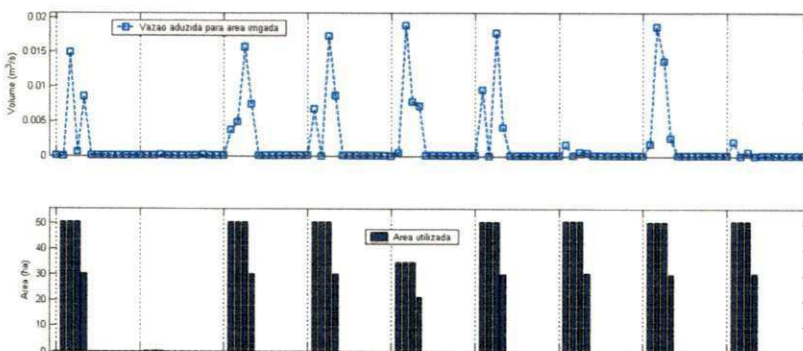 0.02
Vazao aduzida para area irrigada
0.015
0.01
0.005
0
Volume (m³/s)
50
Area utilizada
40
30
20
10
0
Area (ha)